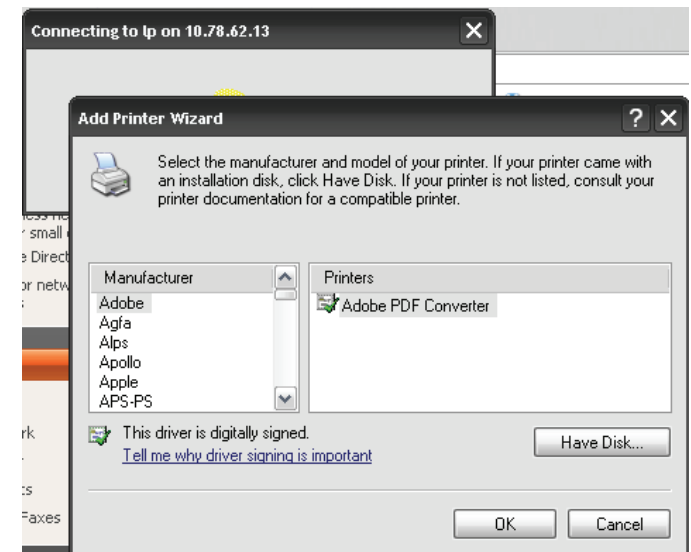 Connecting to lp on 10.78.62.13
Add Printer Wizard
Select the manufacturer and model of your printer. If your printer came with
an installation disk, click Have Disk. If your printer is not listed, consult your
printer documentation for a compatible printer.
small
Direct
or netw
Manufacturer
Adobe
Agfa
Alps
Apollo
Apple
APS-PS
Printers
Adobe PDF Converter
This driver is digitally signed.
Tell me why driver signing is important
Have Disk...
rk
ts
Faxes
OK
Cancel